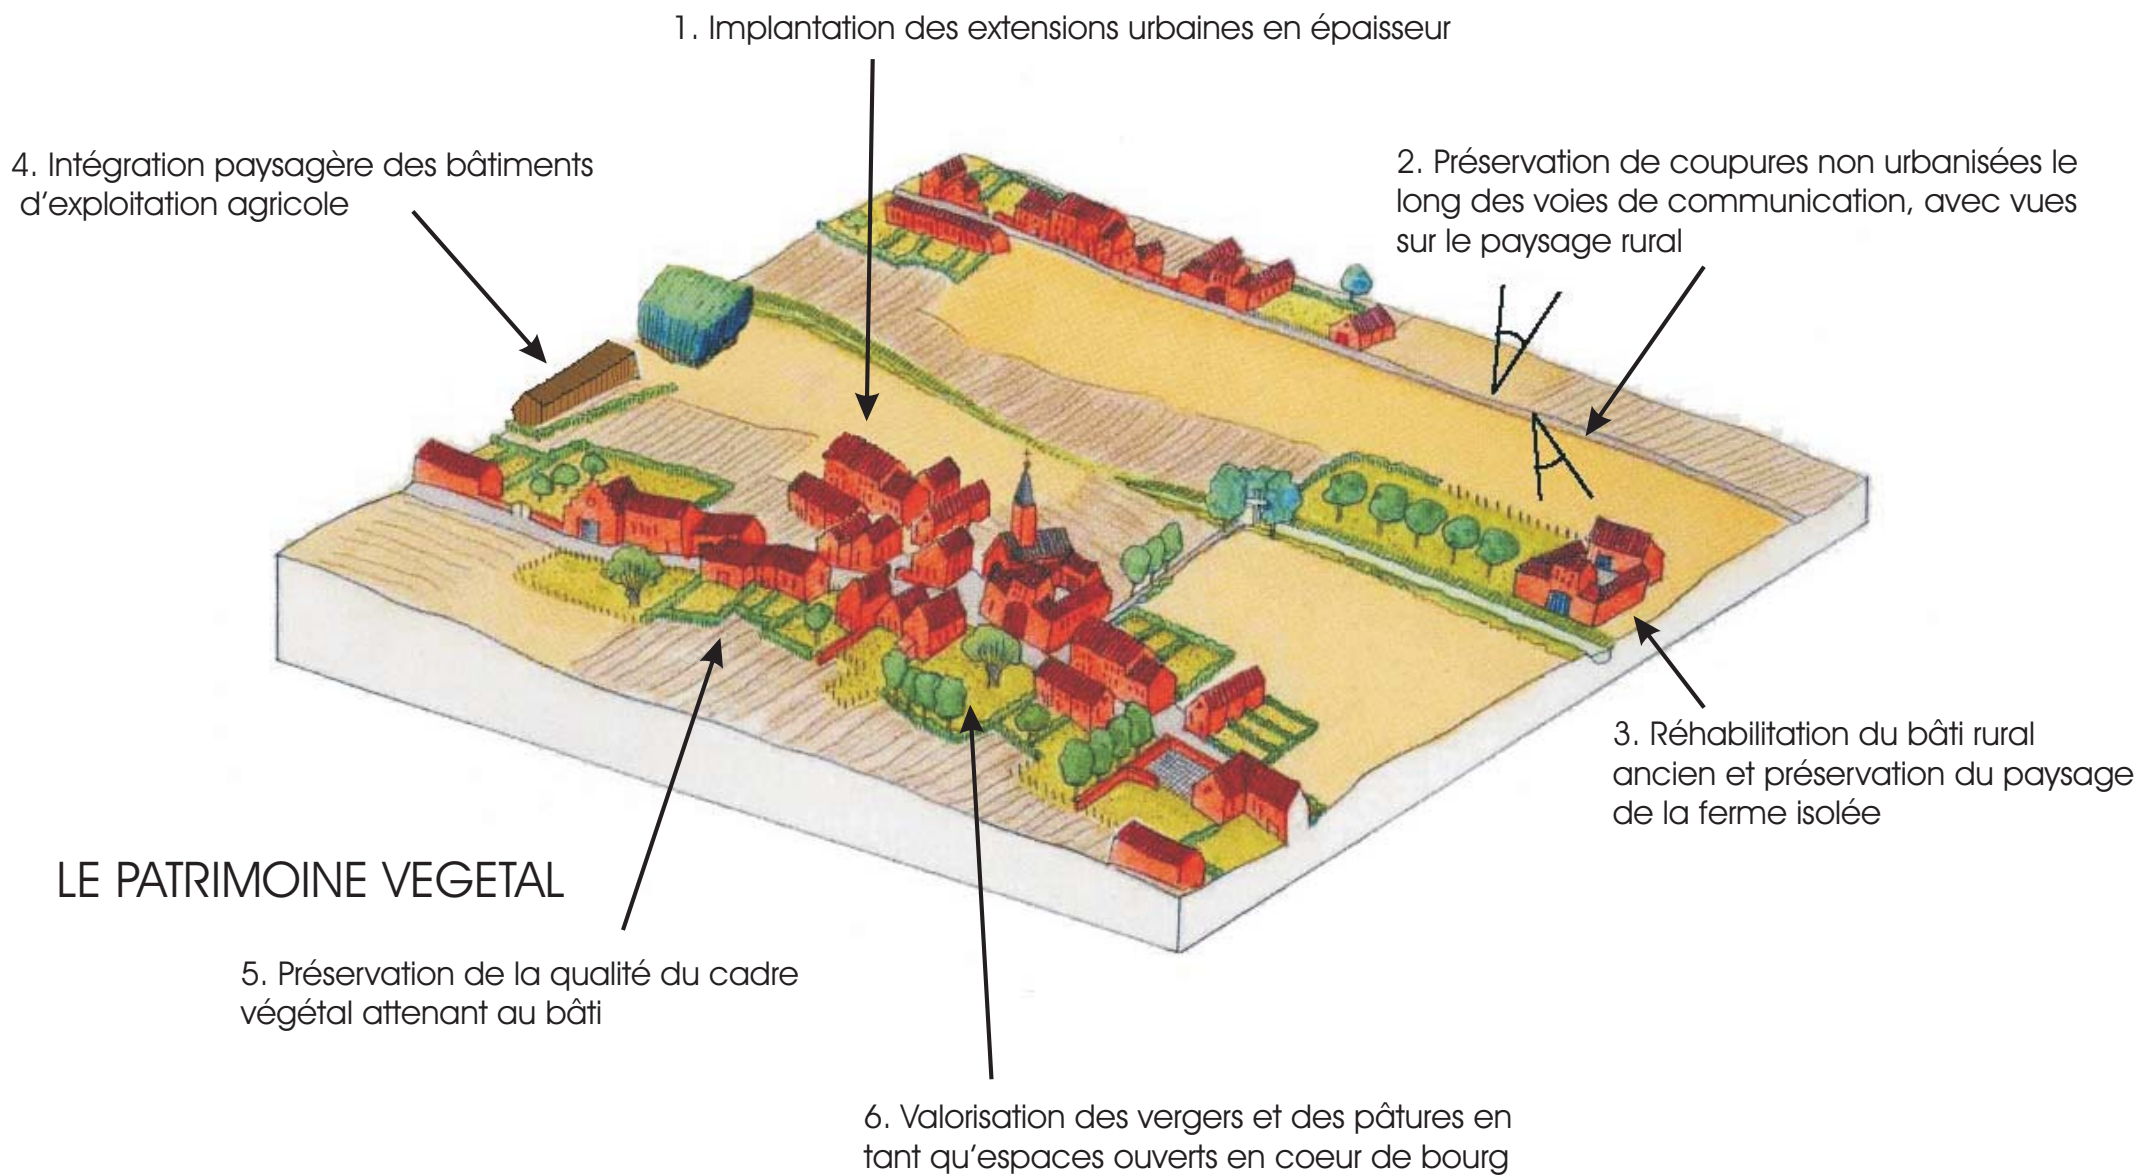 1. Implantation des extensions urbaines en épaisseur
4. Intégration paysagère des bâtiments
d'exploitation agricole
2. Préservation de coupures non urbanisées le
long des voies de communication, avec vues
sur le paysage rural
3. Réhabilitation du bâti rural
ancien et préservation du paysage
de la ferme isolée
LE PATRIMOINE VEGETAL
5. Préservation de la qualité du cadre
végétal attenant au bâti
6. Valorisation des vergers et des pâtures en
tant qu'espaces ouverts en coeur de bourg